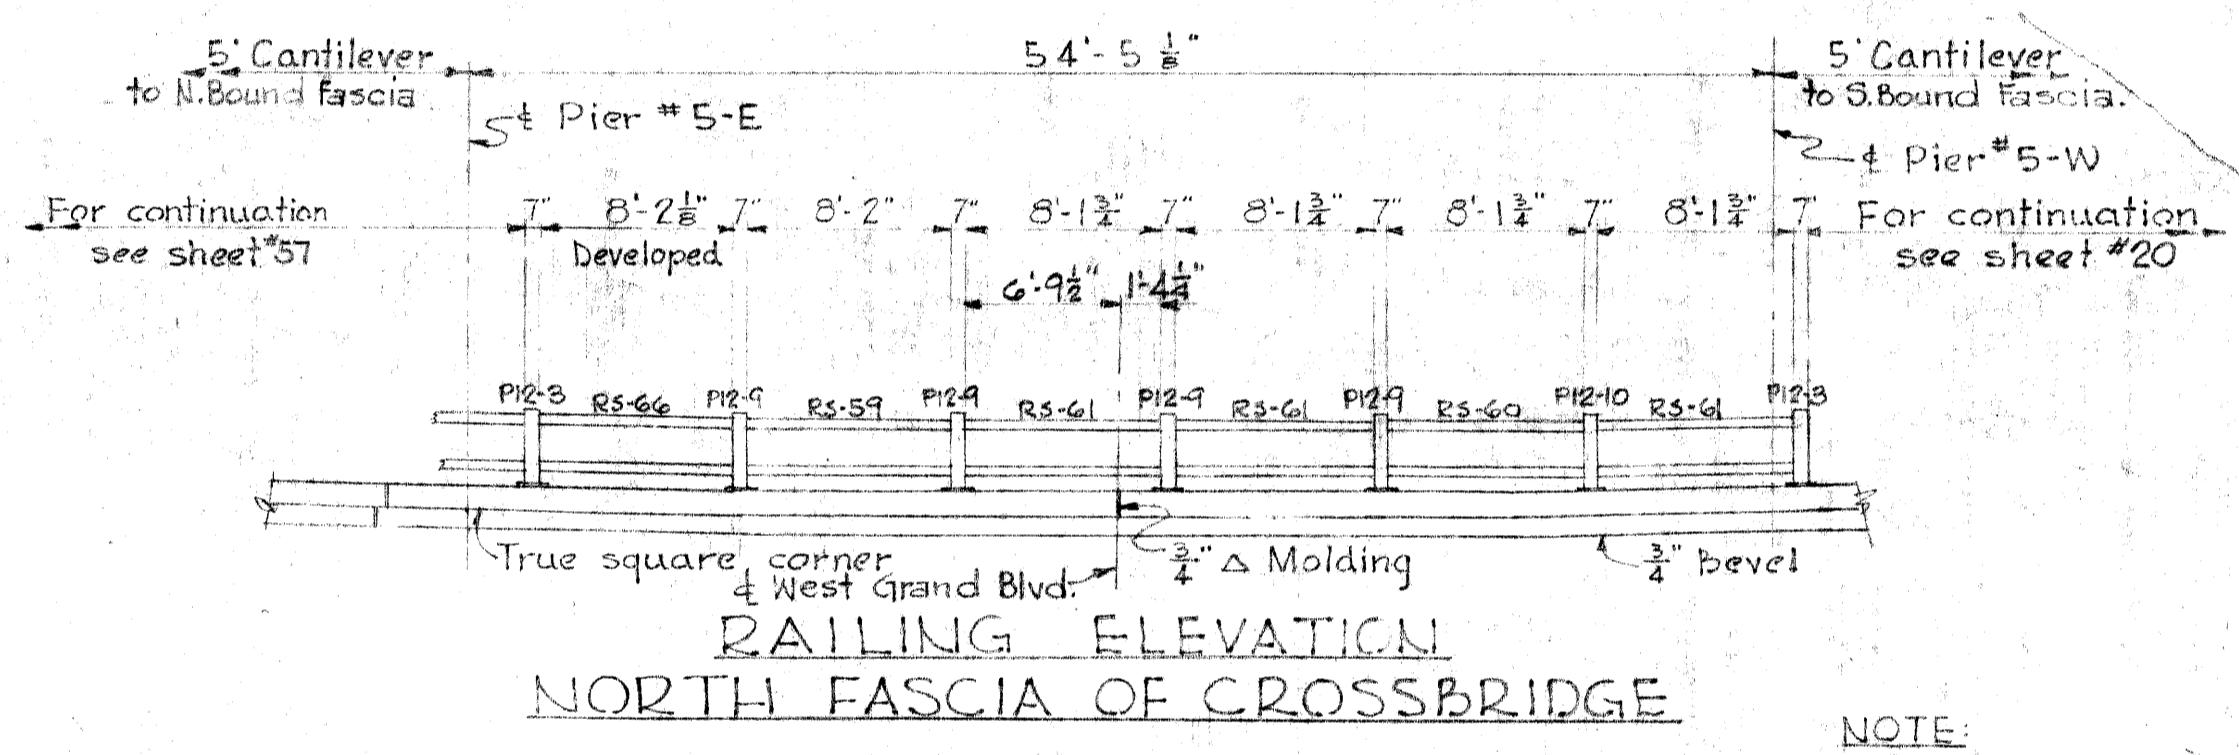 5' Cantilever
to N.Bound fascia
54'-5 1/8"
5' Cantilever
to S.Bound Fascia.
℄ Pier #5-E
℄ Pier #5-W
For continuation
see sheet #57
7" 8'-2 1/8" 7" 8'-2" 7" 8'-1 3/4" 7" 8'-1 3/4" 7" 8'-1 3/4" 7" 8'-1 3/4" 7"
Developed
For continuation
see sheet #20
6'-9 1/2" 1'-4 1/4"
P12-3 RS-66 P12-9 RS-59 P12-9 RS-61 P12-9 RS-61 P12-9 RS-60 P12-10 RS-61 P12-3
True square corner
℄ West Grand Blvd.
3/4" △ Molding
3/4" Bevel
RAILING ELEVATION
NORTH FASCIA OF CROSSBRIDGE
NOTE: